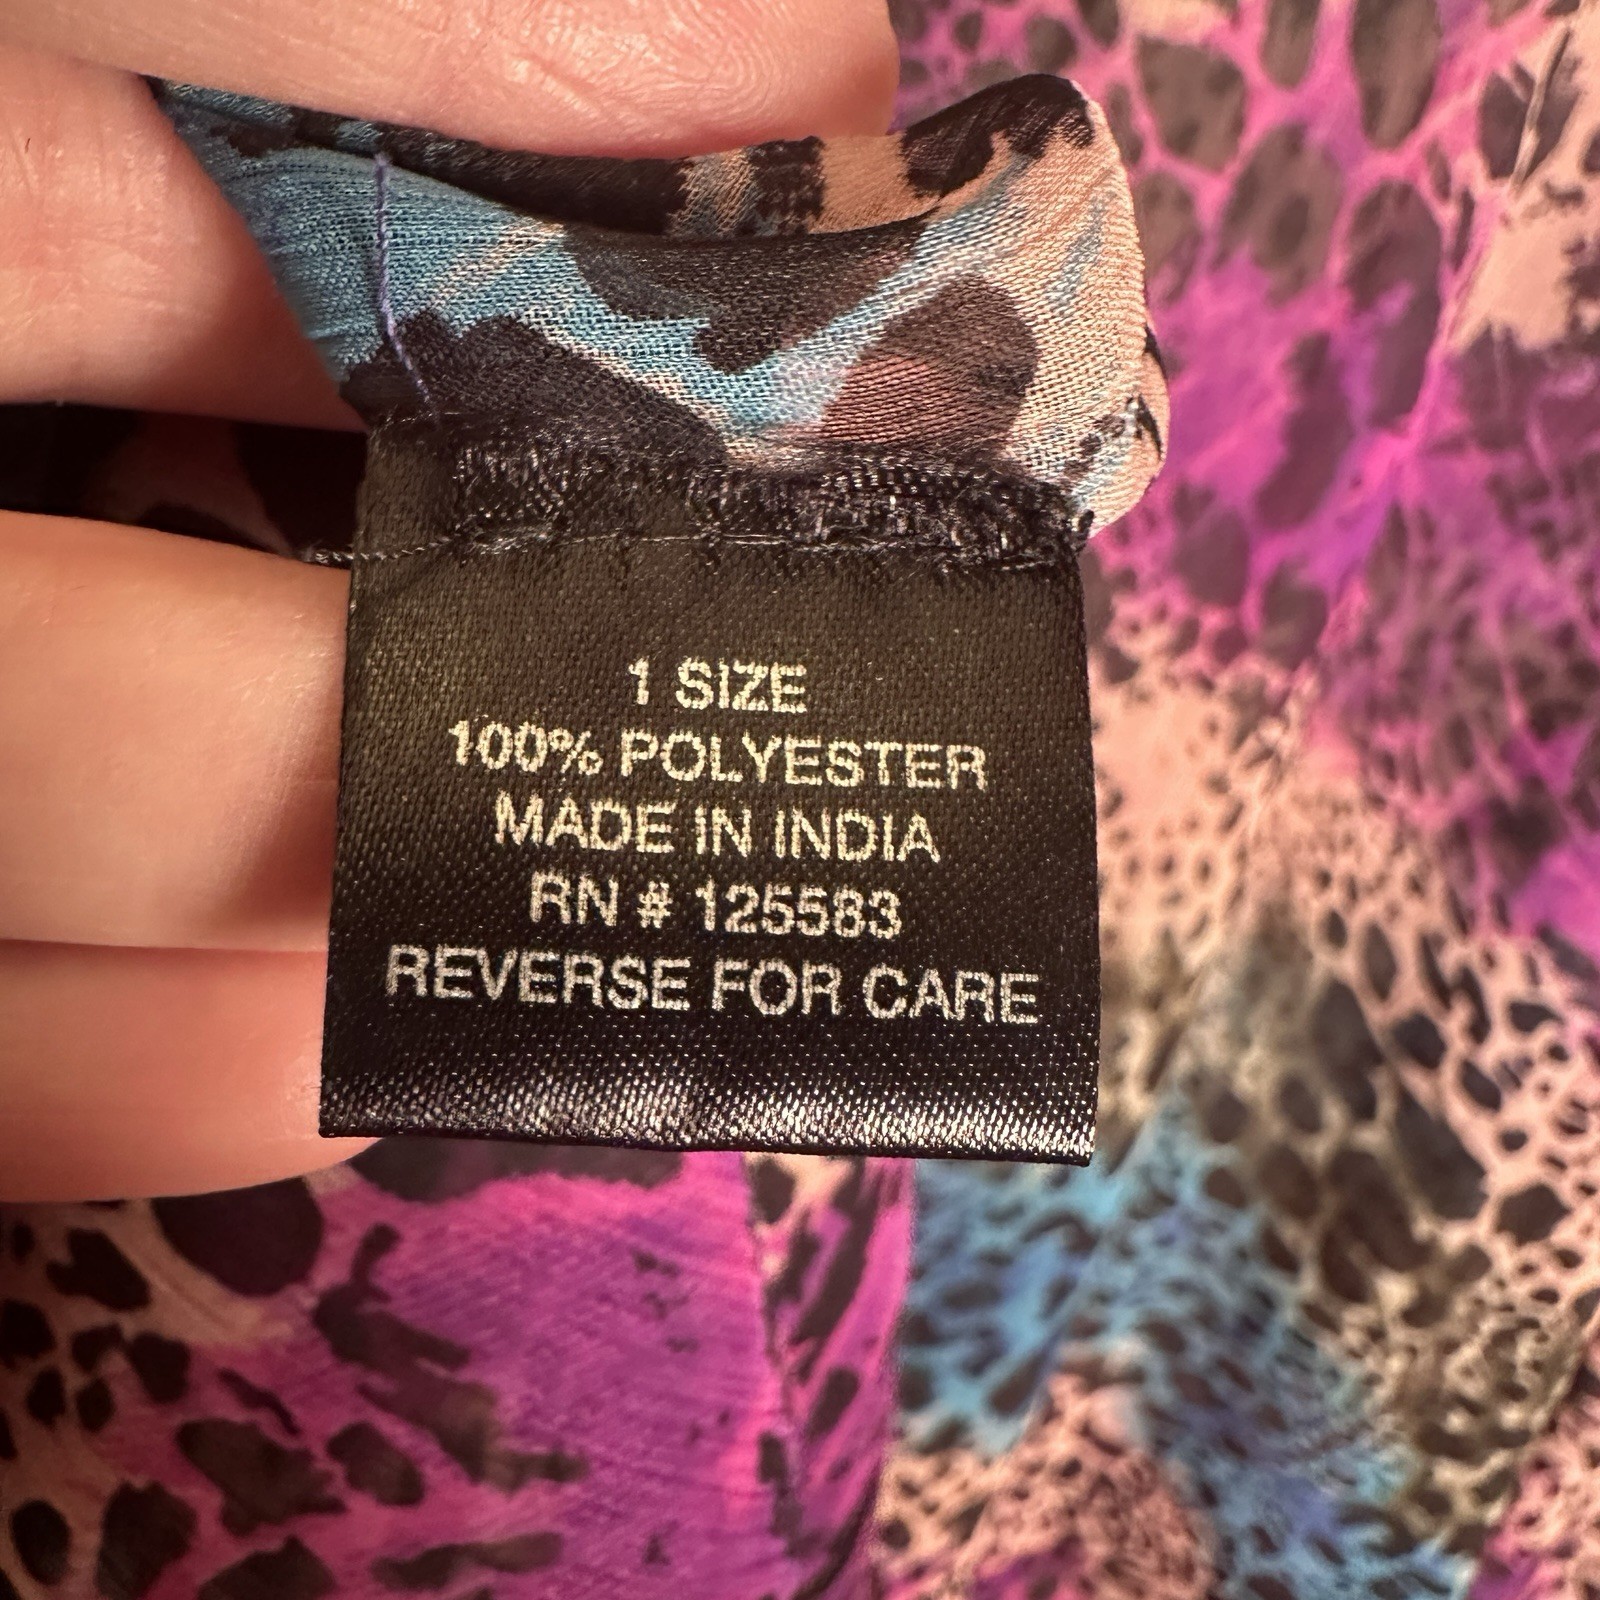 1 SIZE
100% POLYESTER
MADE IN INDIA
RN # 125583
REVERSE FOR CARE